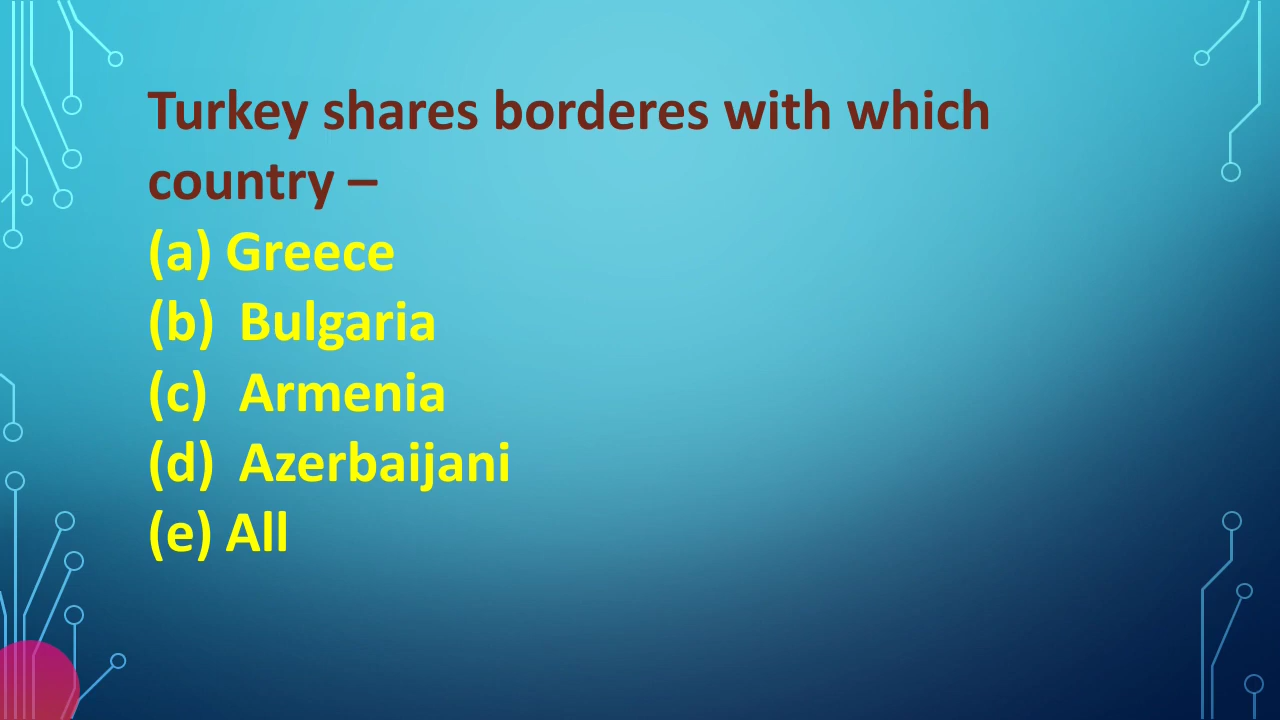 Turkey shares borderes with which
country –
(a) Greece
(b) Bulgaria
(c) Armenia
(d) Azerbaijani
(e) All